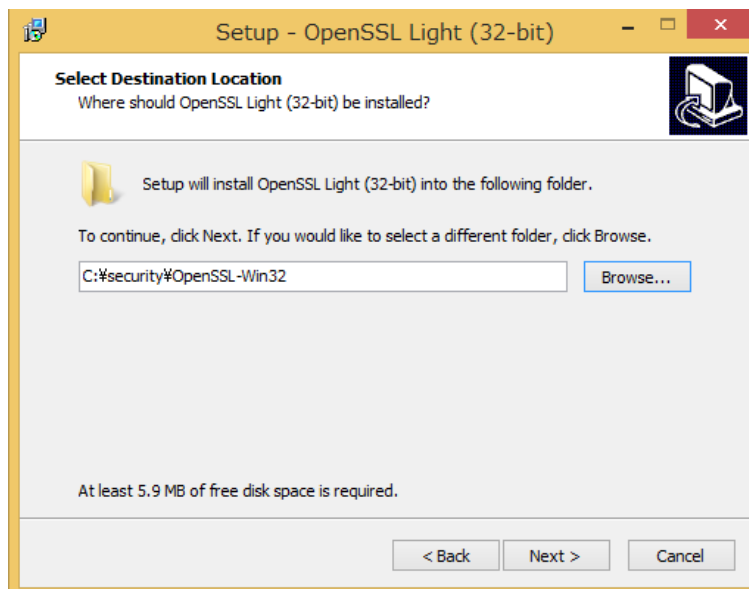 Setup - OpenSSL Light (32-bit)
Select Destination Location
Where should OpenSSL Light (32-bit) be installed?
Setup will install OpenSSL Light (32-bit) into the following folder.
To continue, click Next. If you would like to select a different folder, click Browse.
C:¥security¥OpenSSL-Win32
Browse...
At least 5.9 MB of free disk space is required.
< Back
Next >
Cancel